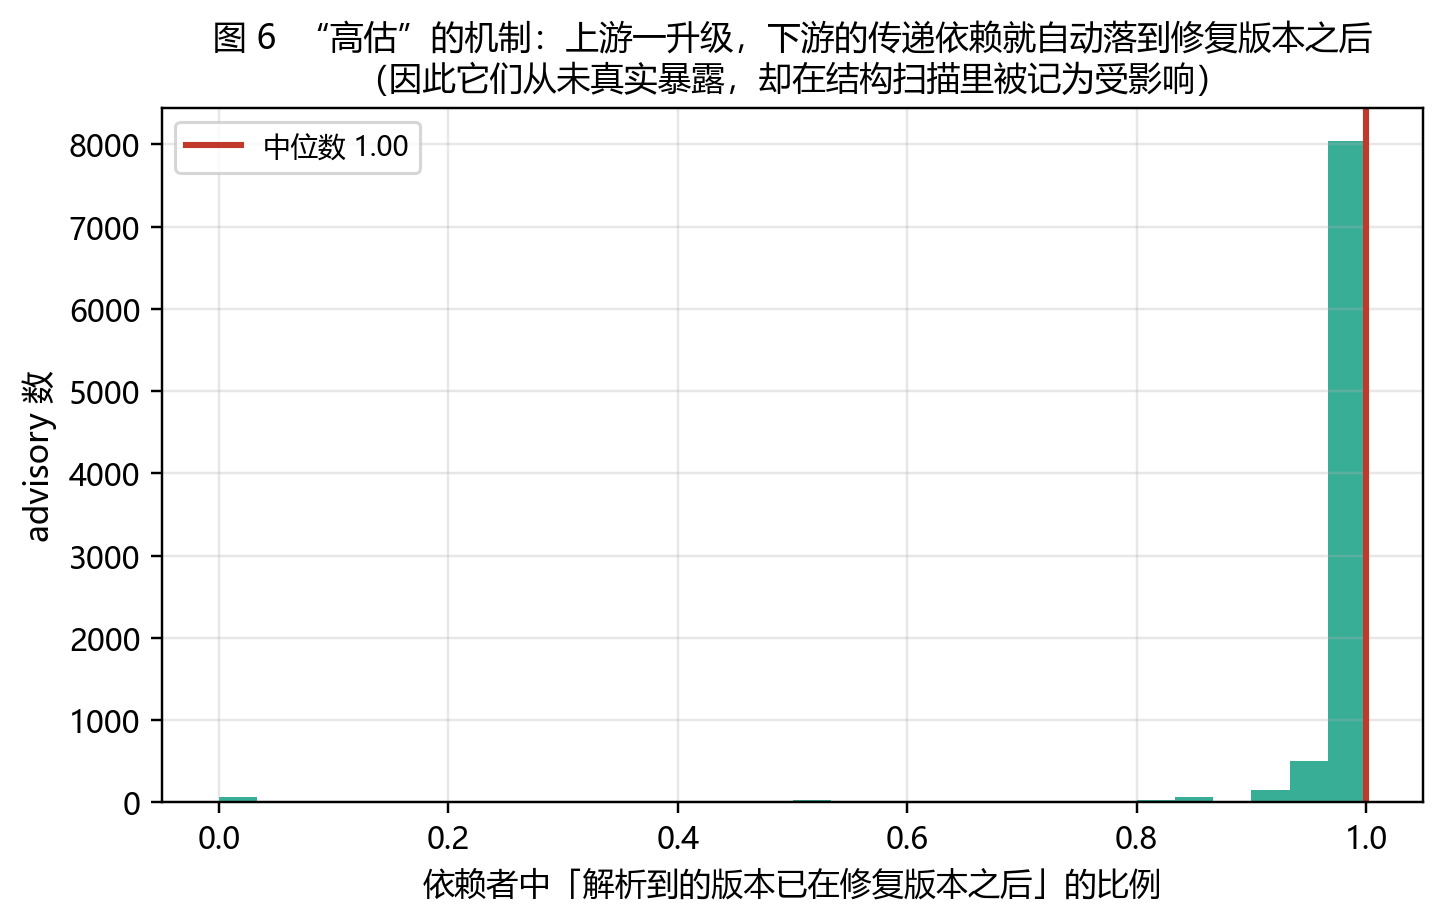 图 6 “高估”的机制：上游一升级，下游的传递依赖就自动落到修复版本之后
（因此它们从未真实暴露，却在结构扫描里被记为受影响）
中位数 1.00
8000
7000
6000
5000
4000
3000
2000
1000
0
advisory 数
0.0 0.2 0.4 0.6 0.8 1.0
依赖者中「解析到的版本已在修复版本之后」的比例